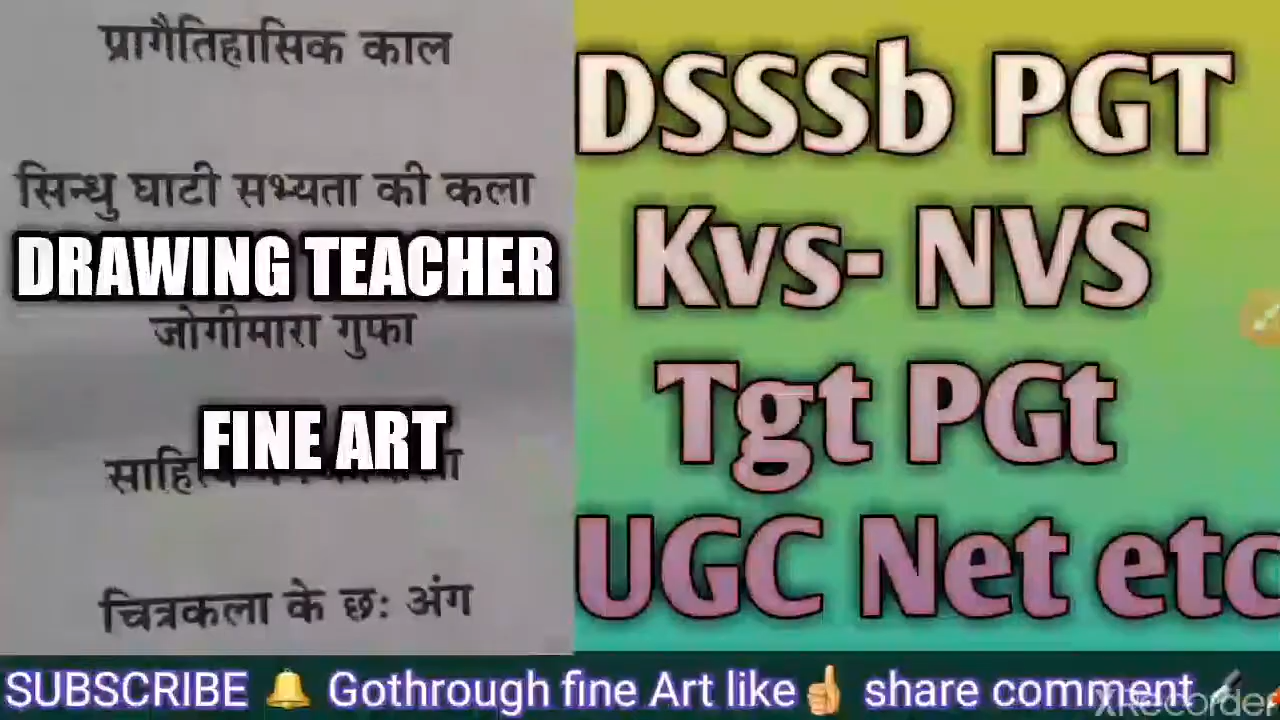 प्रागैतिहासिक काल
सिन्धु घाटी सभ्यता की कला
DRAWING TEACHER
जोगीमारा गुफा
FINE ART
चित्रकला के छः अंग
DSSSb PGT
Kvs- NVS
Tgt PGt
UGC Net etc
SUBSCRIBE 🔔 Gothrough fine Art like👍 share comment
XRecorder